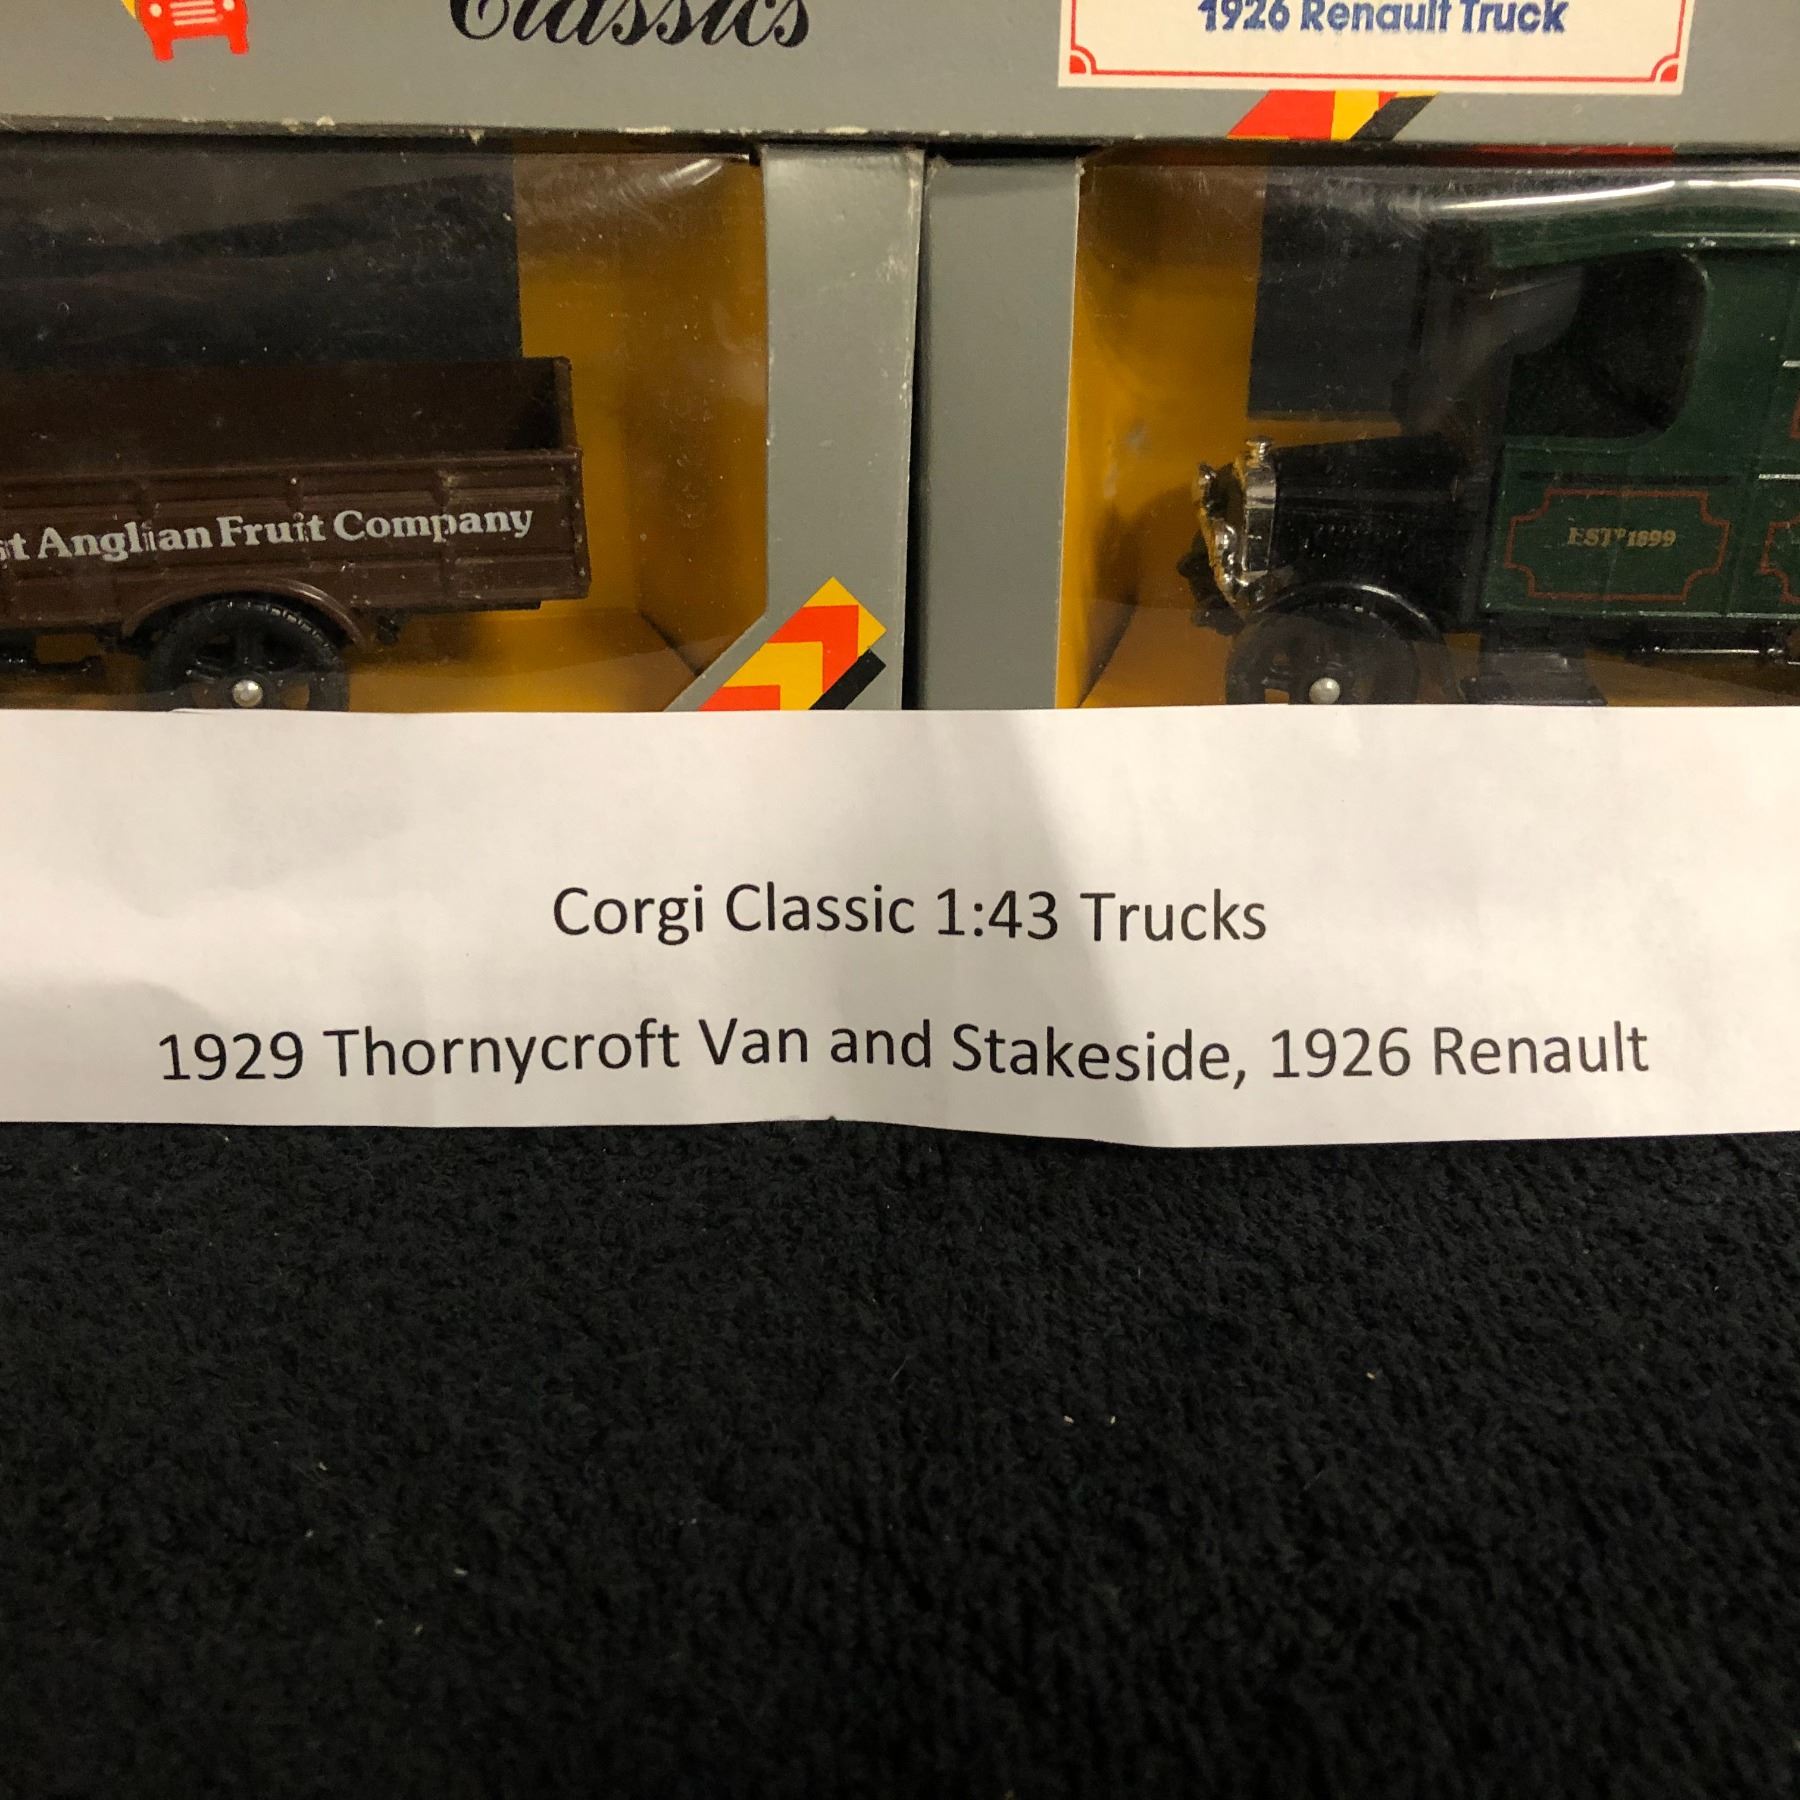 Classics
1926 Renault Truck
Anglian Fruit Company
ESTD 1899
Corgi Classic 1:43 Trucks
1929 Thornycroft Van and Stakeside, 1926 Renault